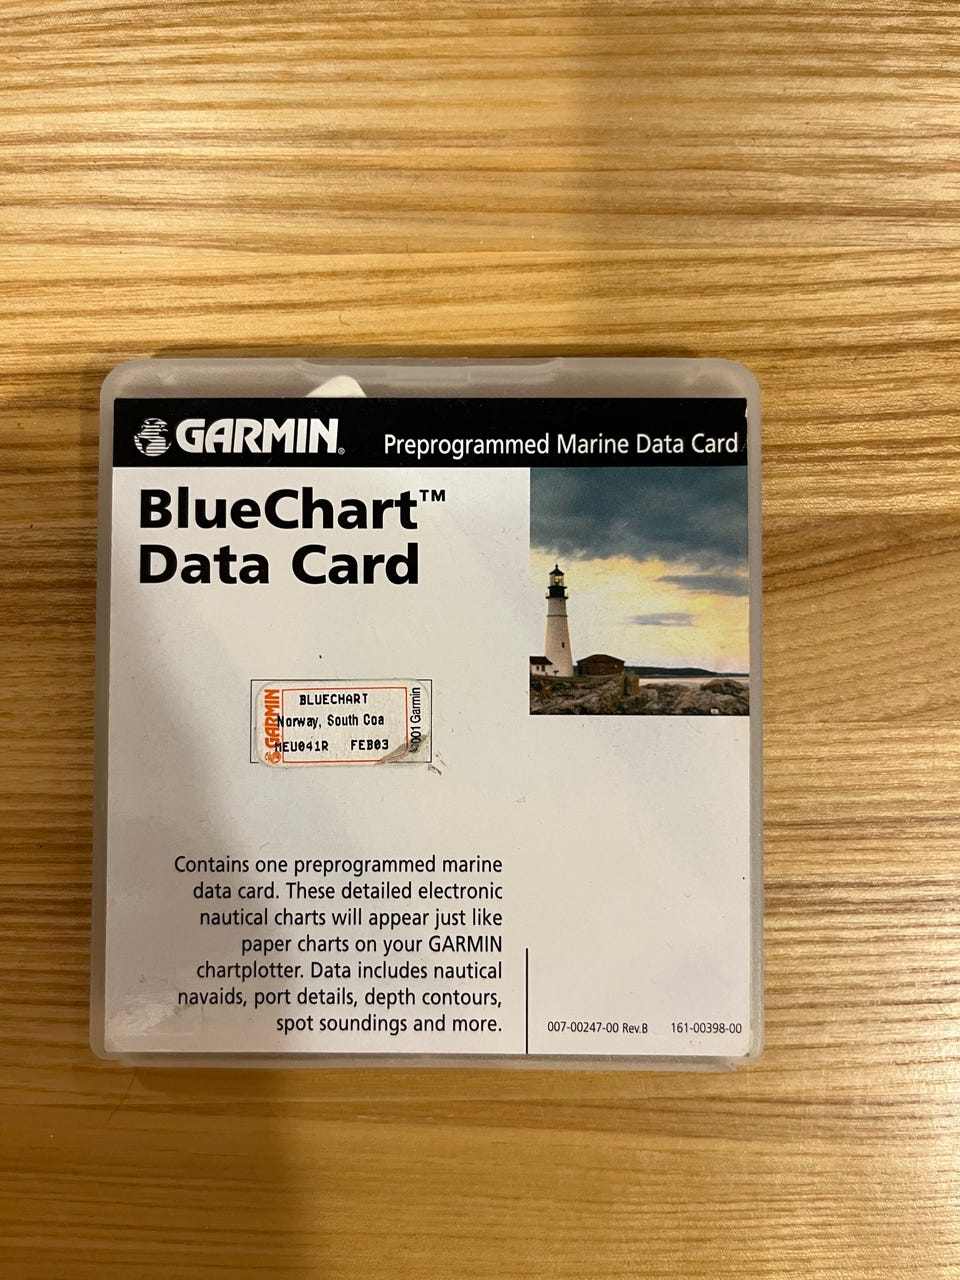 GARMIN®
Preprogrammed Marine Data Card
BlueChart™
Data Card
GARMIN
BLUECHART
Norway, South Coa
MEU041R FEB03
Garmin
Contains one preprogrammed marine
data card. These detailed electronic
nautical charts will appear just like
paper charts on your GARMIN
chartplotter. Data includes nautical
navaids, port details, depth contours,
spot soundings and more.
007-00247-00 Rev.B 161-00398-00